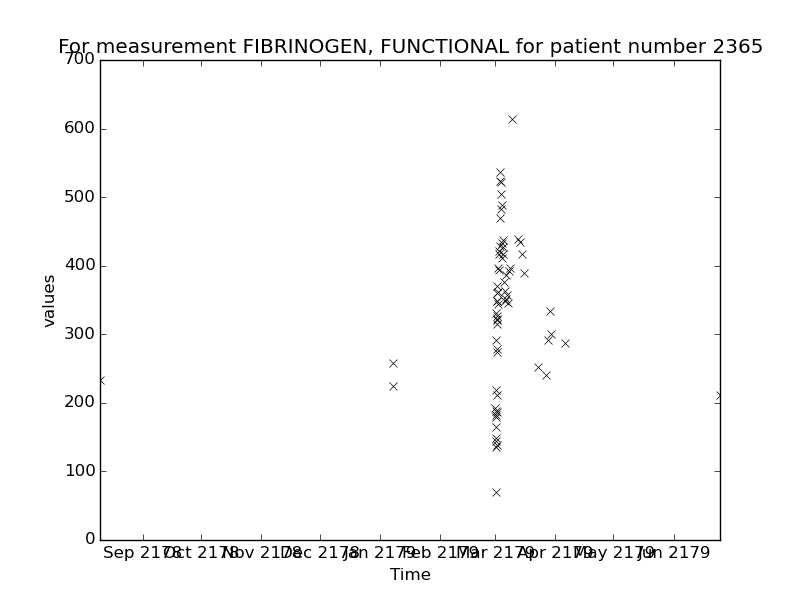 For measurement FIBRINOGEN, FUNCTIONAL for patient number 2365
700
600
500
400
300
200
100
0
values
Sep 2178 Oct 2178 Nov 2178 Dec 2178 Jan 2179 Feb 2179 Mar 2179 Apr 2179 May 2179 Jun 2179
Time